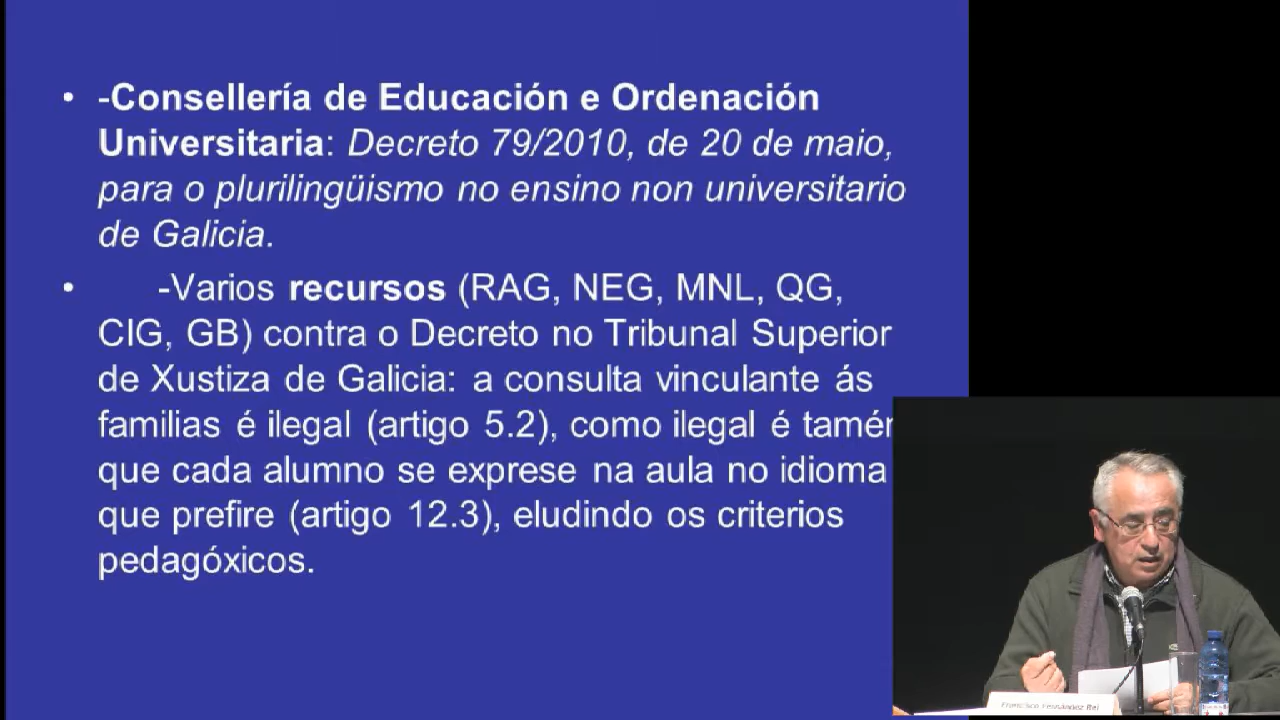 • -Consellería de Educación e Ordenación
Universitaria: Decreto 79/2010, de 20 de maio,
para o plurilingüismo no ensino non universitario
de Galicia.
• -Varios recursos (RAG, NEG, MNL, QG,
CIG, GB) contra o Decreto no Tribunal Superior
de Xustiza de Galicia: a consulta vinculante ás
familias é ilegal (artigo 5.2), como ilegal é tamén
que cada alumno se exprese na aula no idioma
que prefire (artigo 12.3), eludindo os criterios
pedagóxicos.
Francisco Fernández Rei